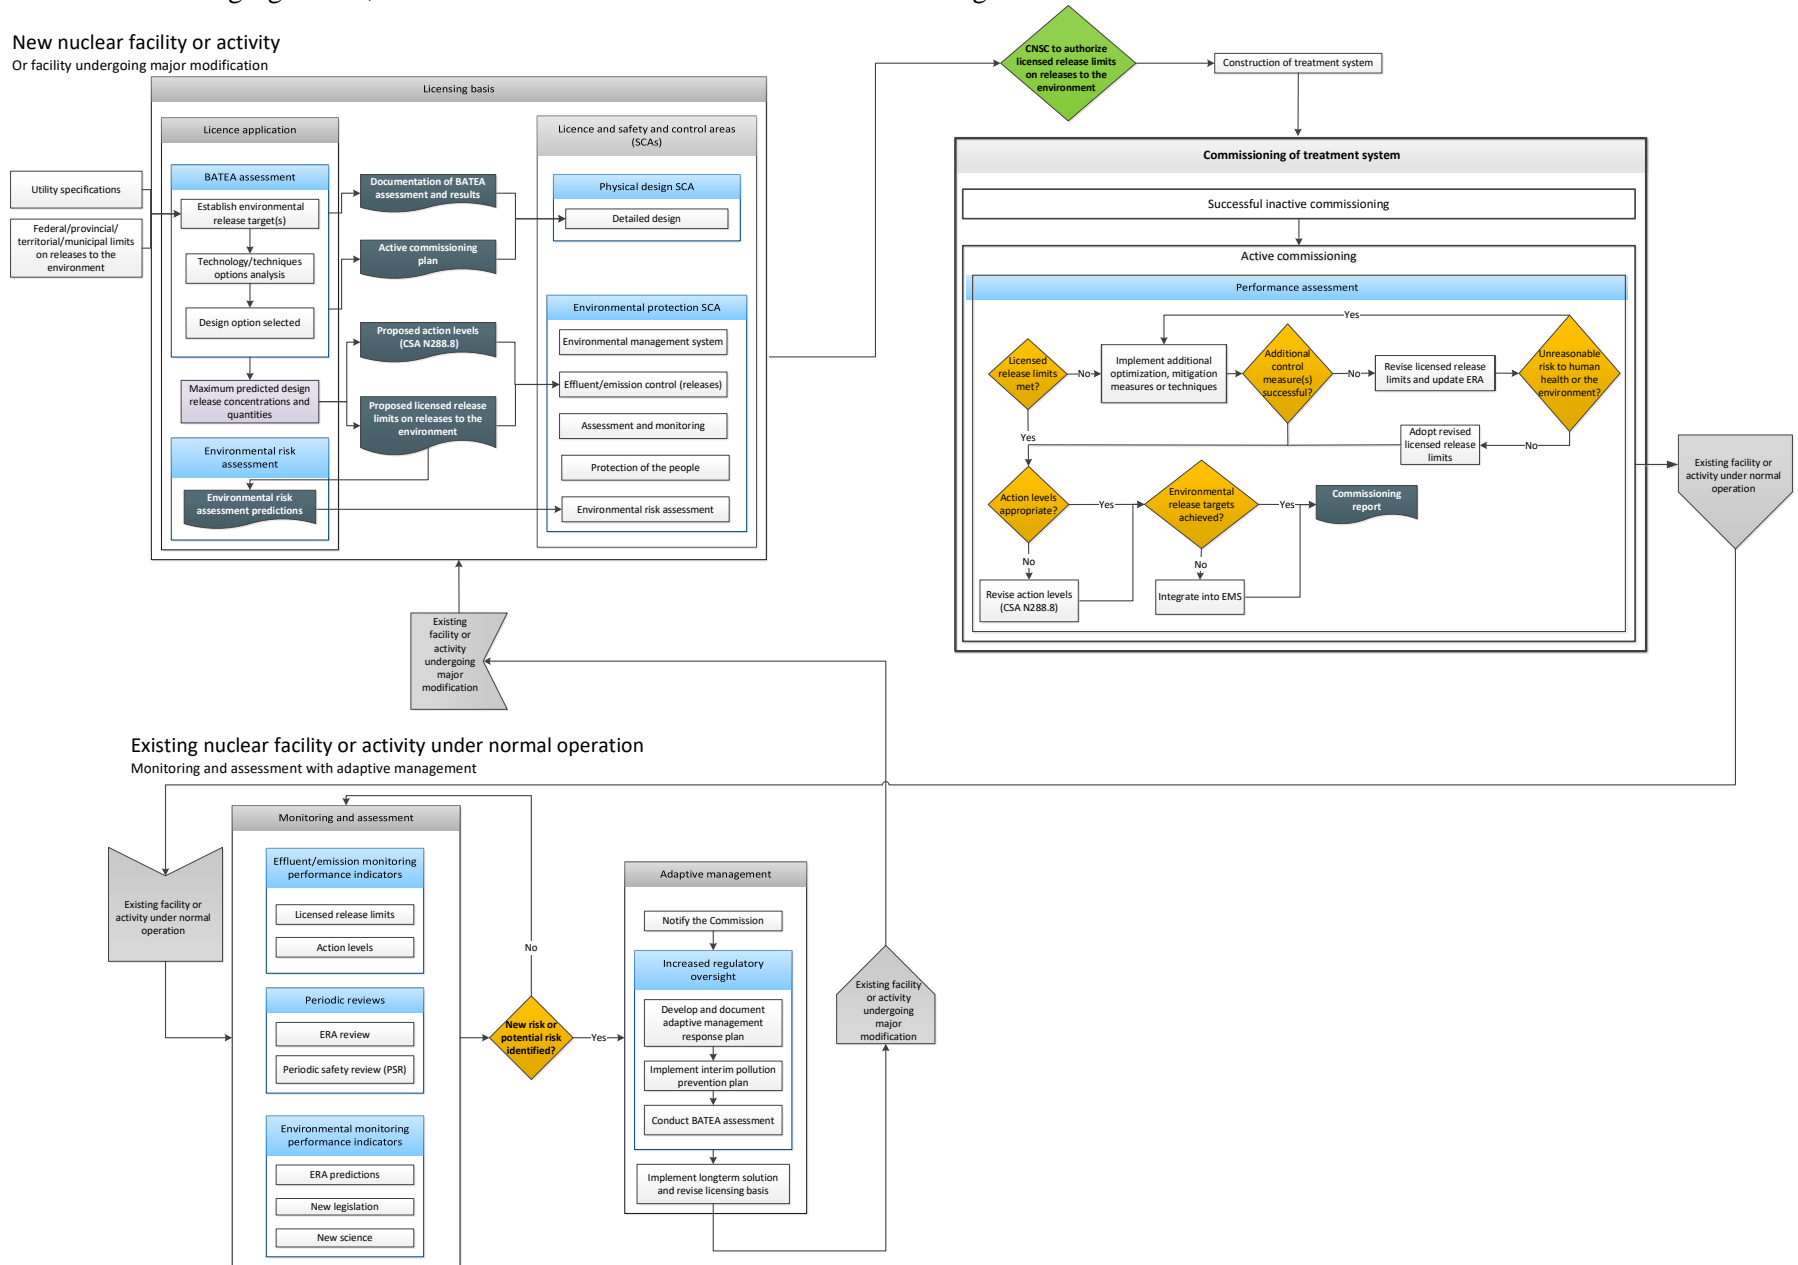 New nuclear facility or activity
Or facility undergoing major modification
Licensing basis
Licence application
Utility specifications
Federal/provincial/
territorial/municipal limits
on releases to the
environment
BATEA assessment
Establish environmental
release target(s)
Technology/techniques
options analysis
Design option selected
Maximum predicted design
release concentrations and
quantities
Environmental risk
assessment
Environmental risk
assessment predictions
Documentation of BATEA
assessment and results
Active commissioning
plan
Proposed action levels
(CSA N288.8)
Proposed licensed release
limits on releases to the
environment
Licence and safety and control areas
(SCAs)
Physical design SCA
Detailed design
Environmental protection SCA
Environmental management system
Effluent/emission control (releases)
Assessment and monitoring
Protection of the people
Environmental risk assessment
CNSC to authorize
licensed release limits
on releases to the
environment
Construction of treatment system
Commissioning of treatment system
Successful inactive commissioning
Active commissioning
Performance assessment
Yes
Licensed
release limits
met?
No
Implement additional
optimization, mitigation
measures or techniques
Additional
control
measure(s)
successful?
No
Revise licensed release
limits and update ERA
Unreasonable
risk to human
health or the
environment?
Yes
Adopt revised
licensed release
limits
No
Action levels
appropriate?
Yes
Environmental
release targets
achieved?
Yes
Commissioning
report
No
No
Revise action levels
(CSA N288.8)
Integrate into EMS
Existing facility or
activity under normal
operation
Existing
facility or
activity
undergoing
major
modification
Existing nuclear facility or activity under normal operation
Monitoring and assessment with adaptive management
Existing facility or
activity under normal
operation
Monitoring and assessment
Effluent/emission monitoring
performance indicators
Licensed release limits
Action levels
Periodic reviews
ERA review
Periodic safety review (PSR)
Environmental monitoring
performance indicators
ERA predictions
New legislation
New science
No
New risk or
potential risk
identified?
Yes
Adaptive management
Notify the Commission
Increased regulatory
oversight
Develop and document
adaptive management
response plan
Implement interim pollution
prevention plan
Conduct BATEA assessment
Implement longterm solution
and revise licensing basis
Existing facility
or activity
undergoing
major
modification